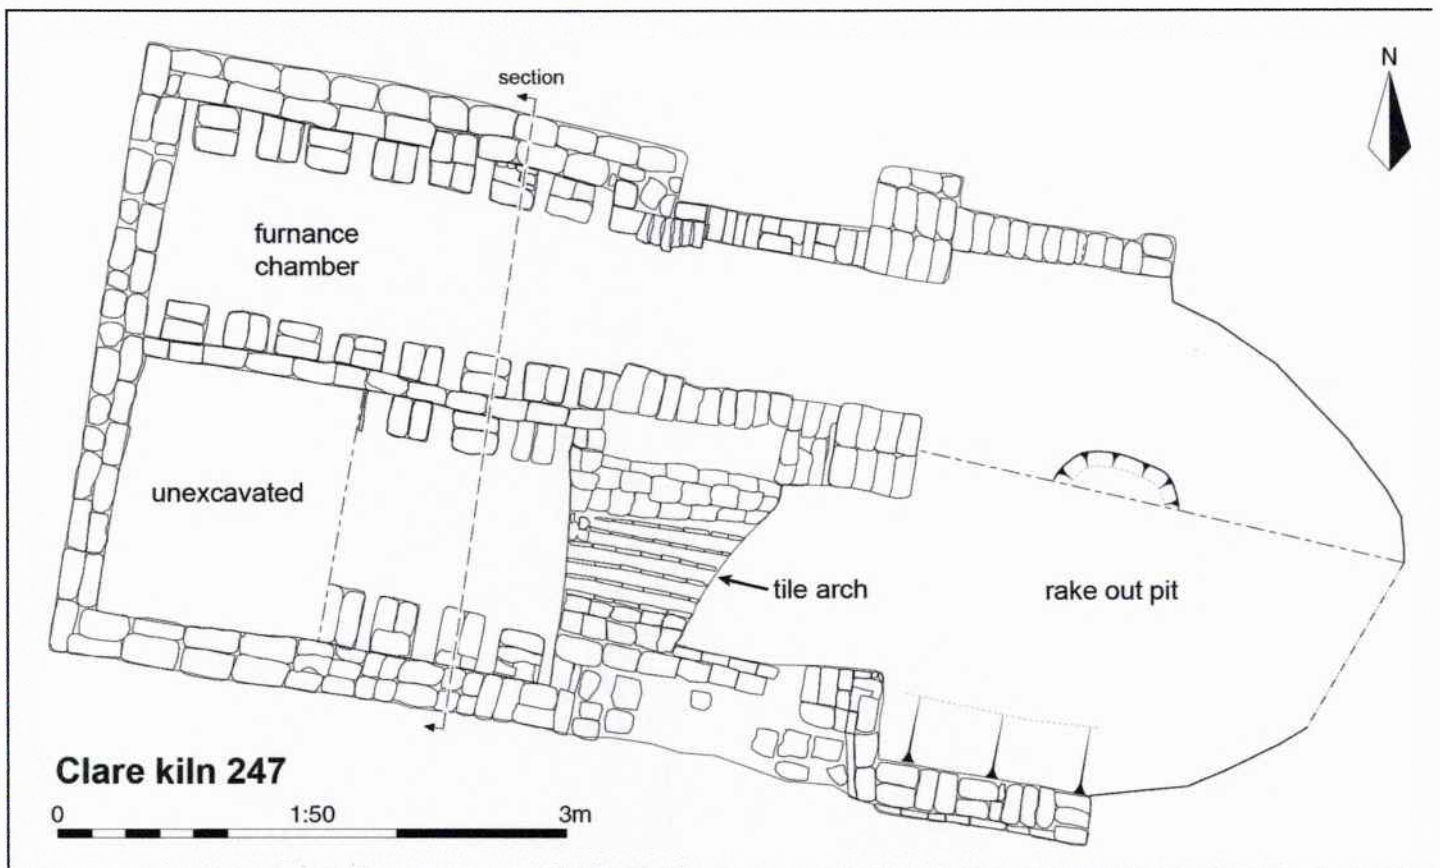 section
N
furnance
chamber
unexcavated
tile arch
rake out pit
Clare kiln 247
0 1:50 3m